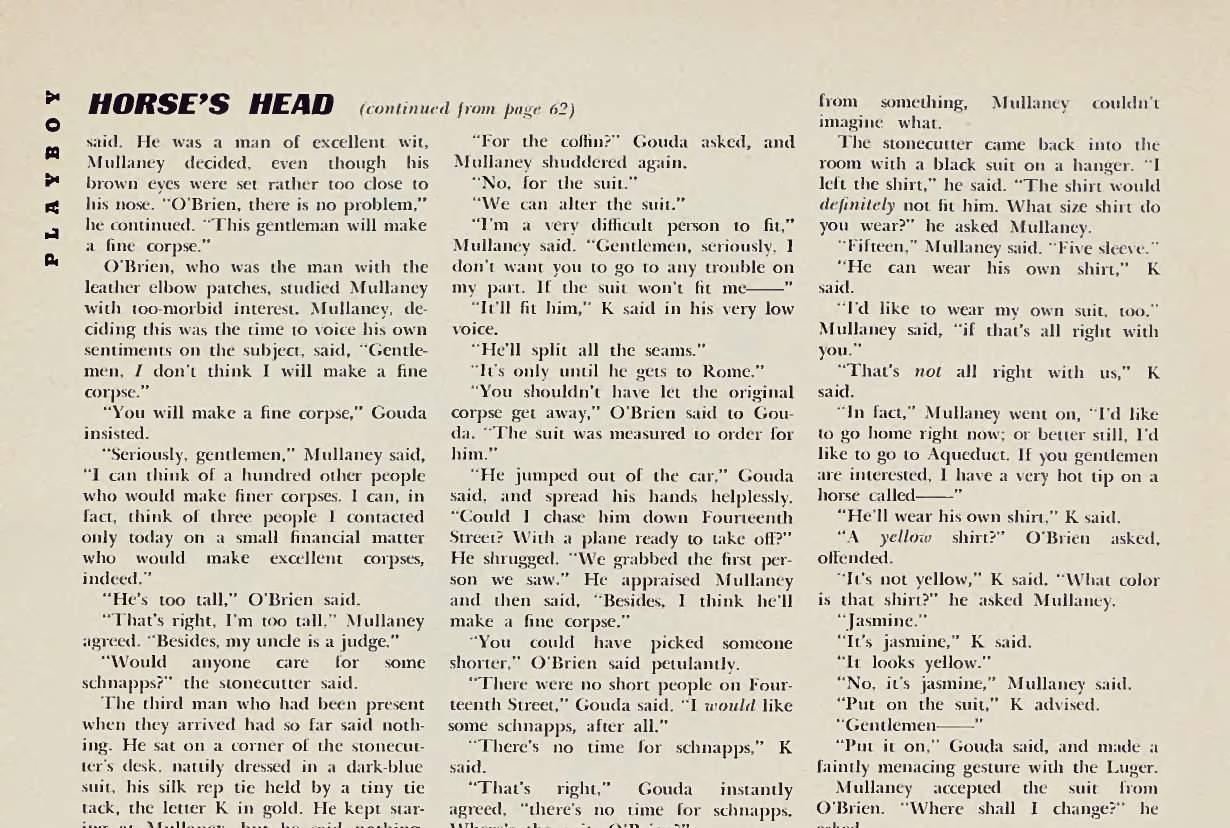 PLAYBOY
HORSE'S HEAD (continued from page 62)
said. He was a man of excellent wit,
Mullaney decided, even though his
brown eyes were set rather too close to
his nose. "O'Brien, there is no problem,"
he continued. "This gentleman will make
a fine corpse."
O'Brien, who was the man with the
leather elbow patches, studied Mullaney
with too-morbid interest. Mullaney, de-
ciding this was the time to voice his own
sentiments on the subject, said, "Gentle-
men, I don't think I will make a fine
corpse."
"You will make a fine corpse," Gouda
insisted.
"Seriously, gentlemen," Mullaney said,
"I can think of a hundred other people
who would make finer corpses. I can, in
fact, think of three people I contacted
only today on a small financial matter
who would make excellent corpses,
indeed."
"He's too tall," O'Brien said.
"That's right, I'm too tall," Mullaney
agreed. "Besides, my uncle is a judge."
"Would anyone care for some
schnapps?" the stonecutter said.
The third man who had been present
when they arrived had so far said noth-
ing. He sat on a corner of the stonecut-
ter's desk, nattily dressed in a dark-blue
suit, his silk rep tie held by a tiny tie
tack, the letter K in gold. He kept star-
ing at Mullaney, but he said nothing.
"For the coffin?" Gouda asked, and
Mullaney shuddered again.
"No, for the suit."
"We can alter the suit."
"I'm a very difficult person to fit,"
Mullaney said. "Gentlemen, seriously, I
don't want you to go to any trouble on
my part. If the suit won't fit me——"
"It'll fit him," K said in his very low
voice.
"He'll split all the seams."
"It's only until he gets to Rome."
"You shouldn't have let the original
corpse get away," O'Brien said to Gou-
da. "The suit was measured to order for
him."
"He jumped out of the car," Gouda
said, and spread his hands helplessly.
"Could I chase him down Fourteenth
Street? With a plane ready to take off?"
He shrugged. "We grabbed the first per-
son we saw." He appraised Mullaney
and then said, "Besides, I think he'll
make a fine corpse."
"You could have picked someone
shorter," O'Brien said petulantly.
"There were no short people on Four-
teenth Street," Gouda said. "I would like
some schnapps, after all."
"There's no time for schnapps," K
said.
"That's right," Gouda instantly
agreed, "there's no time for schnapps.
Where's the suit, O'Brien?"
from something, Mullaney couldn't
imagine what.
The stonecutter came back into the
room with a black suit on a hanger. "I
left the shirt," he said. "The shirt would
definitely not fit him. What size shirt do
you wear?" he asked Mullaney.
"Fifteen," Mullaney said. "Five sleeve."
"He can wear his own shirt," K
said.
"I'd like to wear my own suit, too."
Mullaney said, "if that's all right with
you."
"That's not all right with us," K
said.
"In fact," Mullaney went on, "I'd like
to go home right now; or better still, I'd
like to go to Aqueduct. If you gentlemen
are interested, I have a very hot tip on a
horse called——"
"He'll wear his own shirt," K said.
"A yellow shirt?" O'Brien asked,
offended.
"It's not yellow," K said. "What color
is that shirt?" he asked Mullaney.
"Jasmine."
"It's jasmine," K said.
"It looks yellow."
"No, it's jasmine," Mullaney said.
"Put on the suit," K advised.
"Gentlemen——"
"Put it on," Gouda said, and made a
faintly menacing gesture with the Luger.
Mullaney accepted the suit from
O'Brien. "Where shall I change?" he
asked.